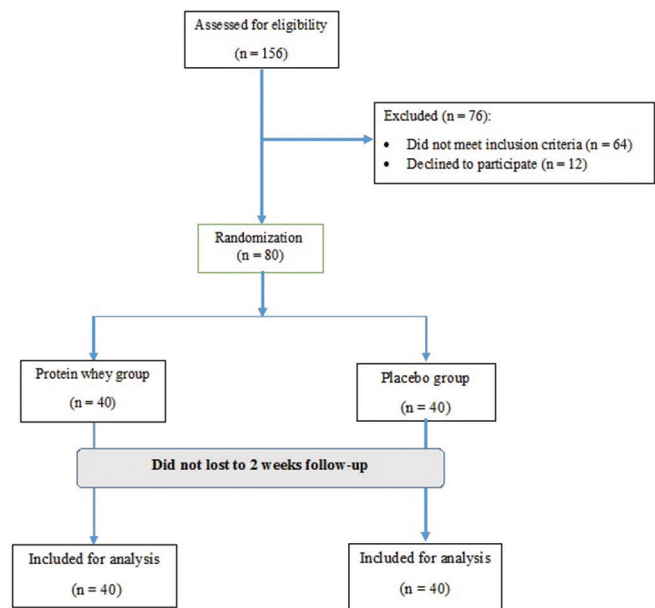 Assessed for eligibility
(n = 156)
Excluded (n = 76):
• Did not meet inclusion criteria (n = 64)
• Declined to participate (n = 12)
Randomization
(n = 80)
Protein whey group
(n = 40)
Placebo group
(n = 40)
Did not lost to 2 weeks follow-up
Included for analysis
(n = 40)
Included for analysis
(n = 40)